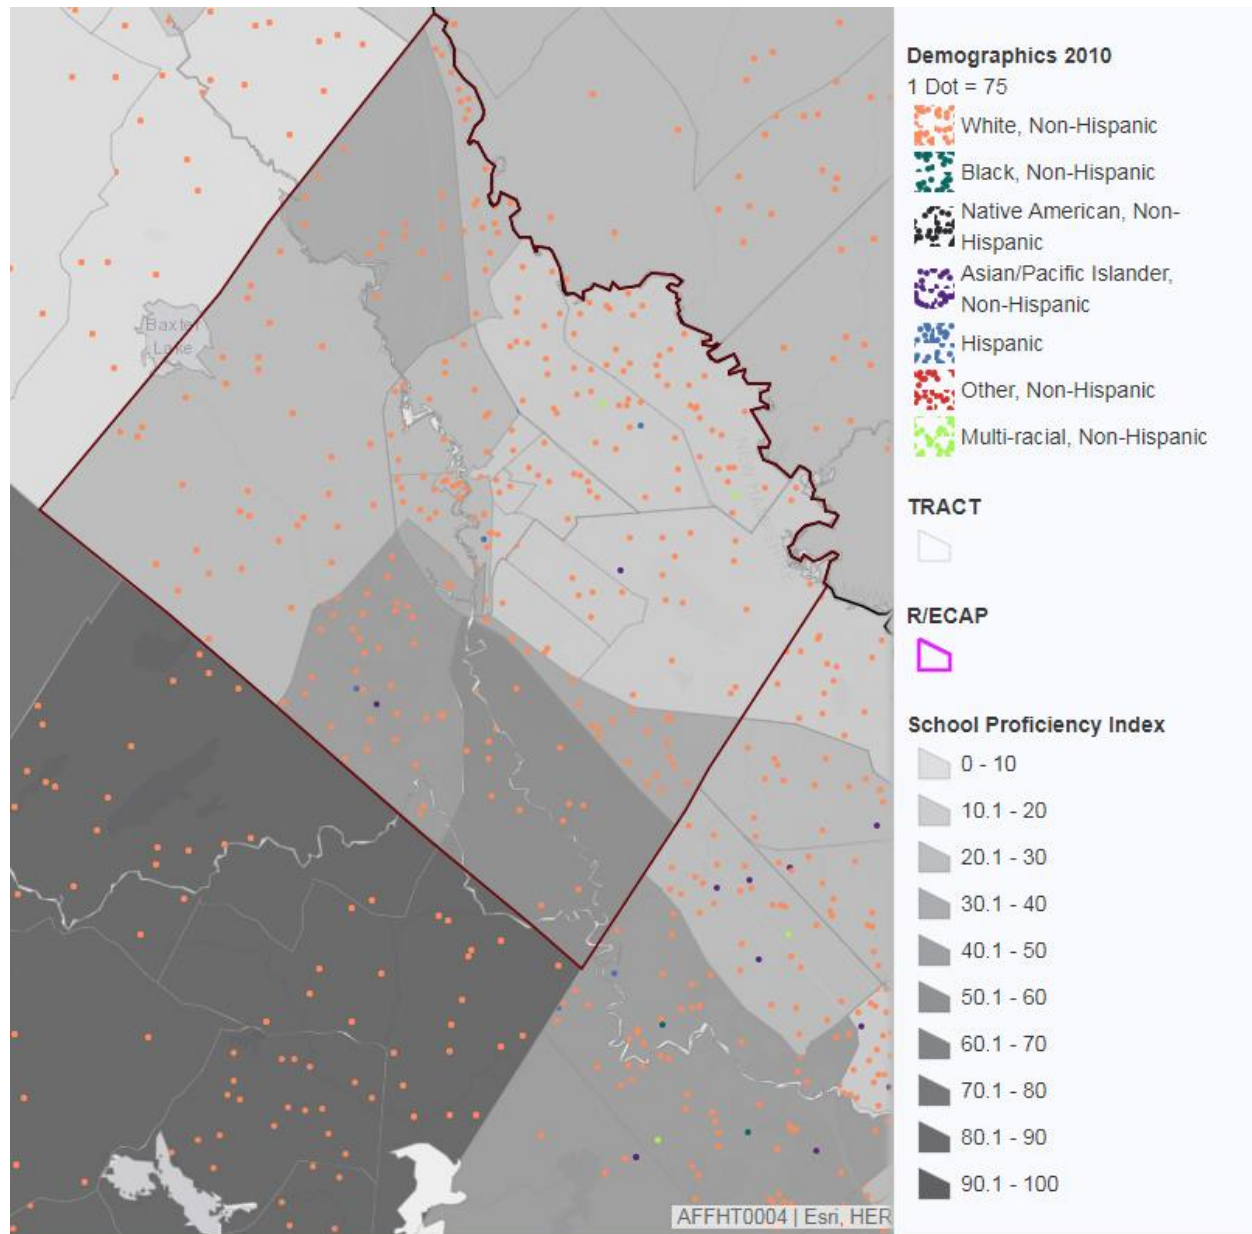 Baxter
Lake
Demographics 2010
1 Dot = 75
White, Non-Hispanic
Black, Non-Hispanic
Native American, Non-
Hispanic
Asian/Pacific Islander,
Non-Hispanic
Hispanic
Other, Non-Hispanic
Multi-racial, Non-Hispanic
TRACT
R/ECAP
School Proficiency Index
0 - 10
10.1 - 20
20.1 - 30
30.1 - 40
40.1 - 50
50.1 - 60
60.1 - 70
70.1 - 80
80.1 - 90
90.1 - 100
AFFHT0004 | Esri, HER